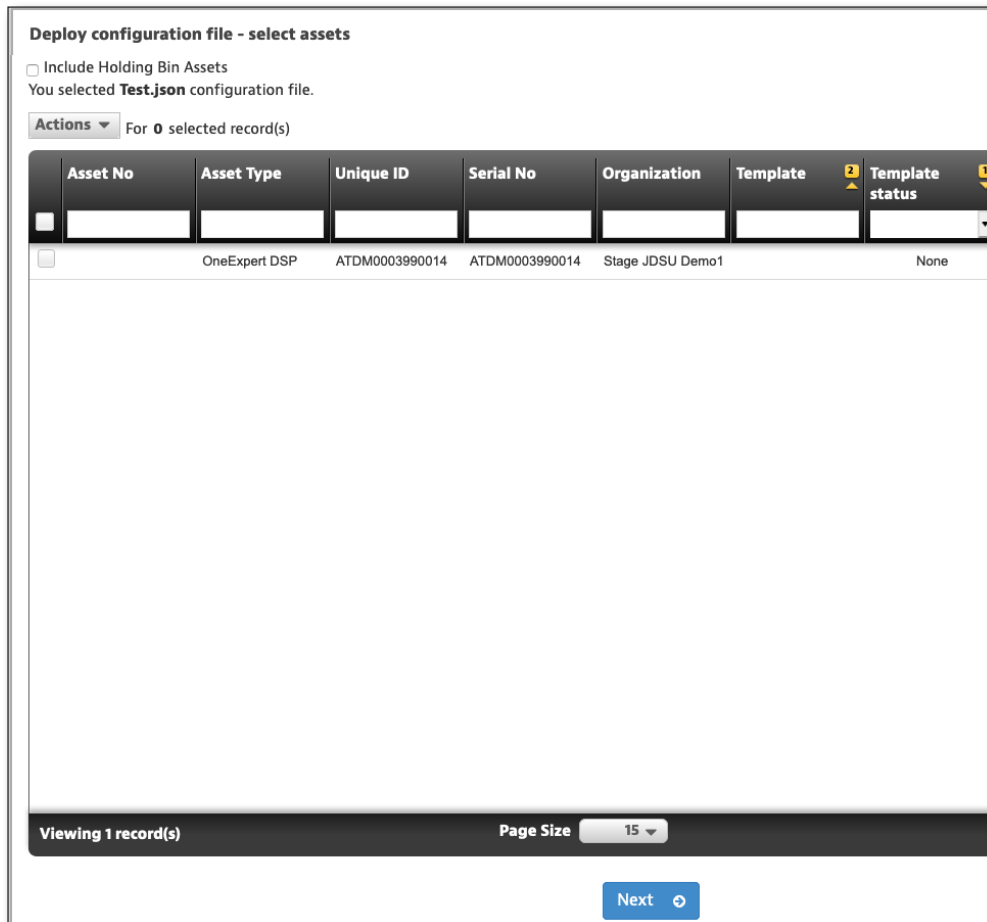 Deploy configuration file - select assets
Include Holding Bin Assets
You selected Test.json configuration file.
Actions For 0 selected record(s)
Asset No Asset Type Unique ID Serial No Organization Template 2 Template status 1
OneExpert DSP ATDM0003990014 ATDM0003990014 Stage JDSU Demo1 None
Viewing 1 record(s) Page Size 15
Next